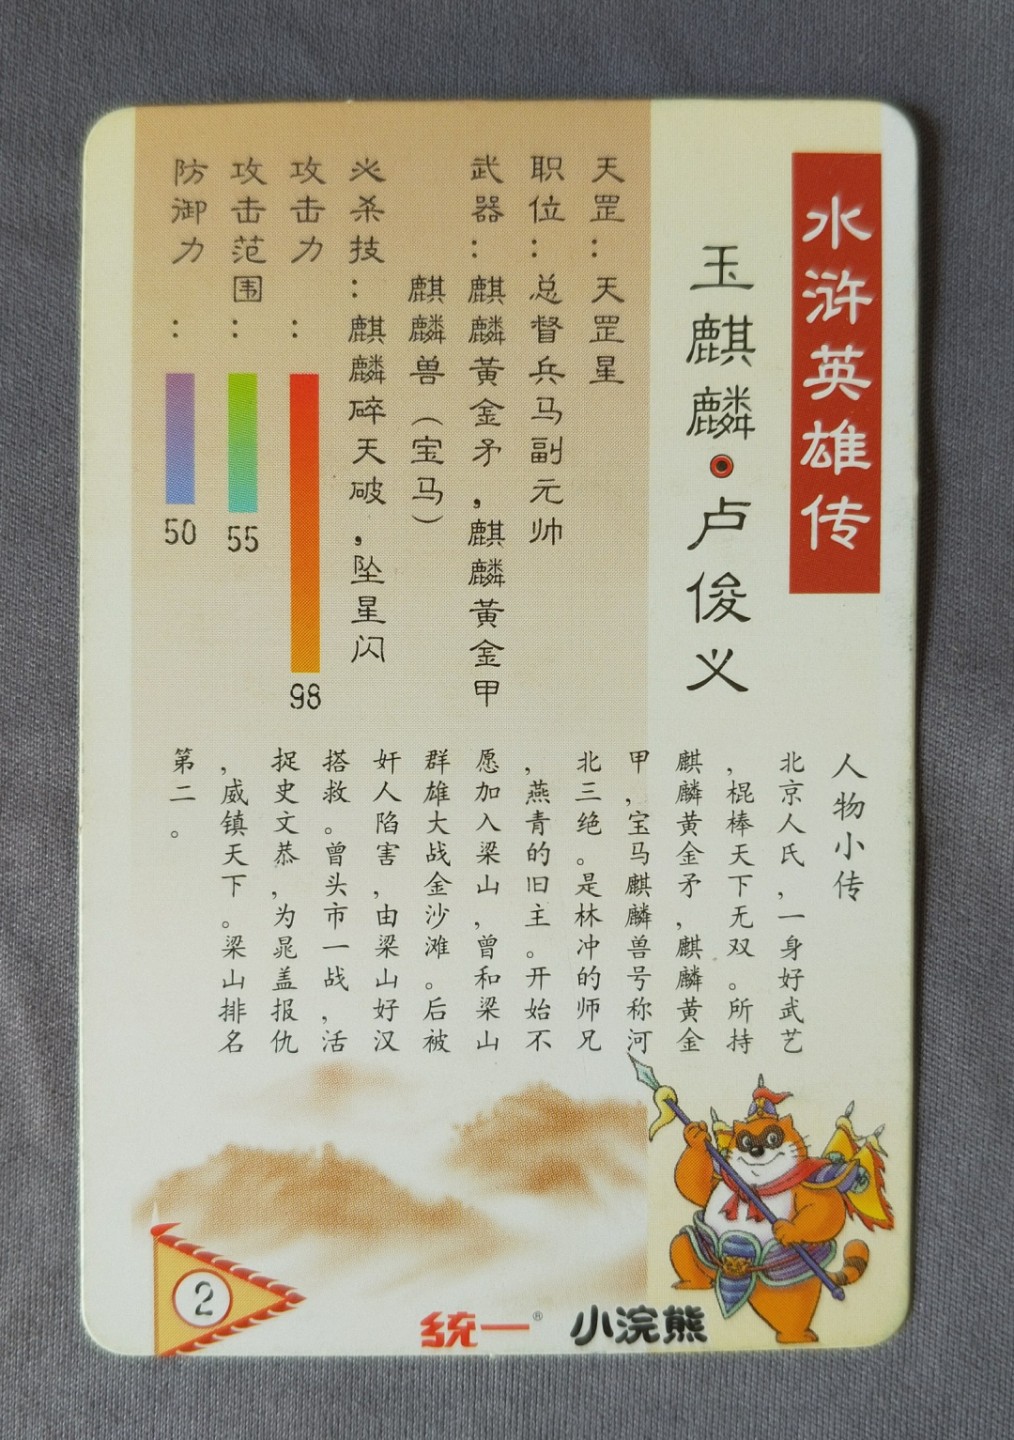 水浒英雄传
玉麒麟·卢俊义
天罡：天罡星
职位：总督兵马副元帅
武器：麒麟黄金矛，麒麟黄金甲
麒麟兽（宝马）
必杀技：麒麟碎天破，坠星闪
攻击力：
98
攻击范围：
55
防御力：
50
人物小传
北京人氏，一身好武艺
，棍棒天下无双。所持
麒麟黄金矛，麒麟黄金
甲，宝马麒麟兽号称河
北三绝。是林冲的师兄
，燕青的旧主。开始不
愿加入梁山，曾和梁山
群雄大战金沙滩。后被
奸人陷害，由梁山好汉
搭救。曾头市一战，活
捉史文恭，为晁盖报仇
，威镇天下。梁山排名
第二。
2
统一®
小浣熊